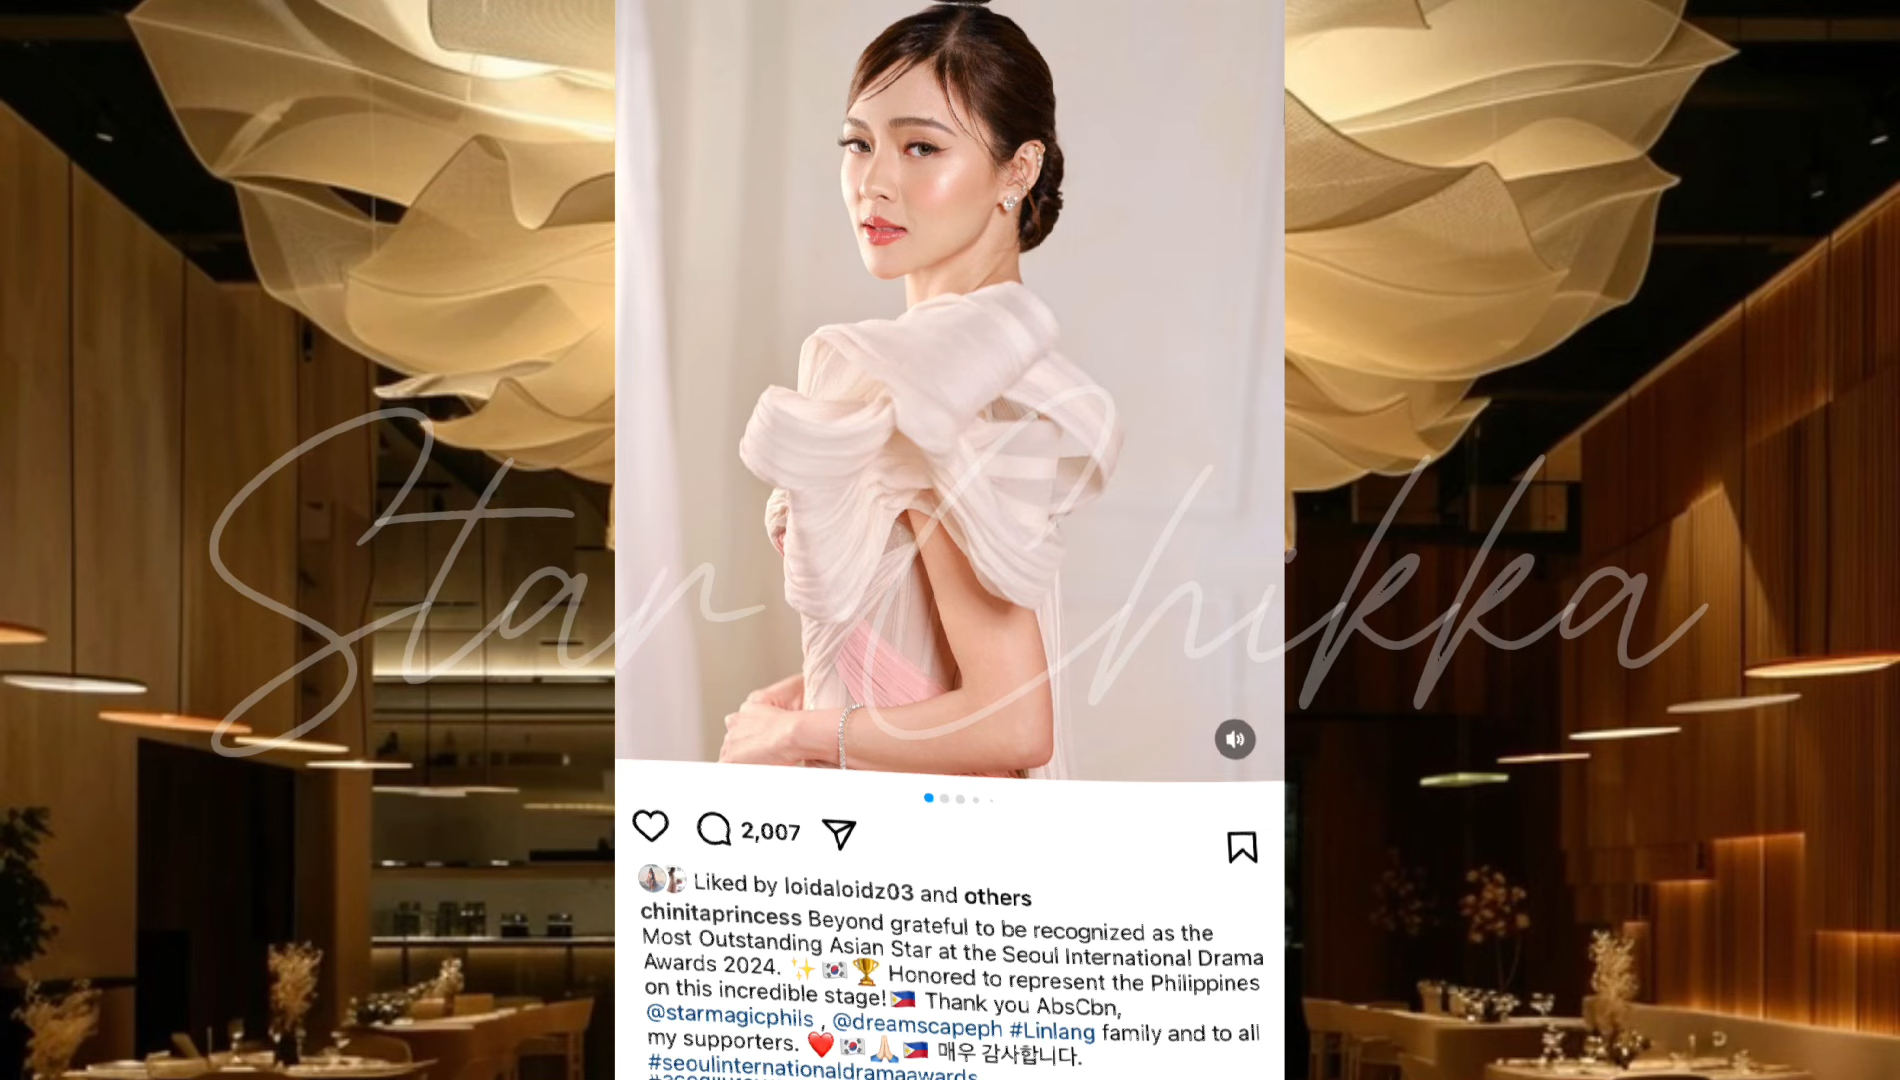 Star Chikka
2,007
Liked by loidaloidz03 and others
chinitaprincess Beyond grateful to be recognized as the
Most Outstanding Asian Star at the Seoul International Drama
Awards 2024. ✨ 🇰🇷 🏆 Honored to represent the Philippines
on this incredible stage! 🇵🇭 Thank you AbsCbn,
@starmagicphils , @dreamscapeph #Linlang family and to all
my supporters. ❤️ 🇰🇷 🙏🏻 🇵🇭 매우 감사합니다.
#seoulinternationaldramaawards